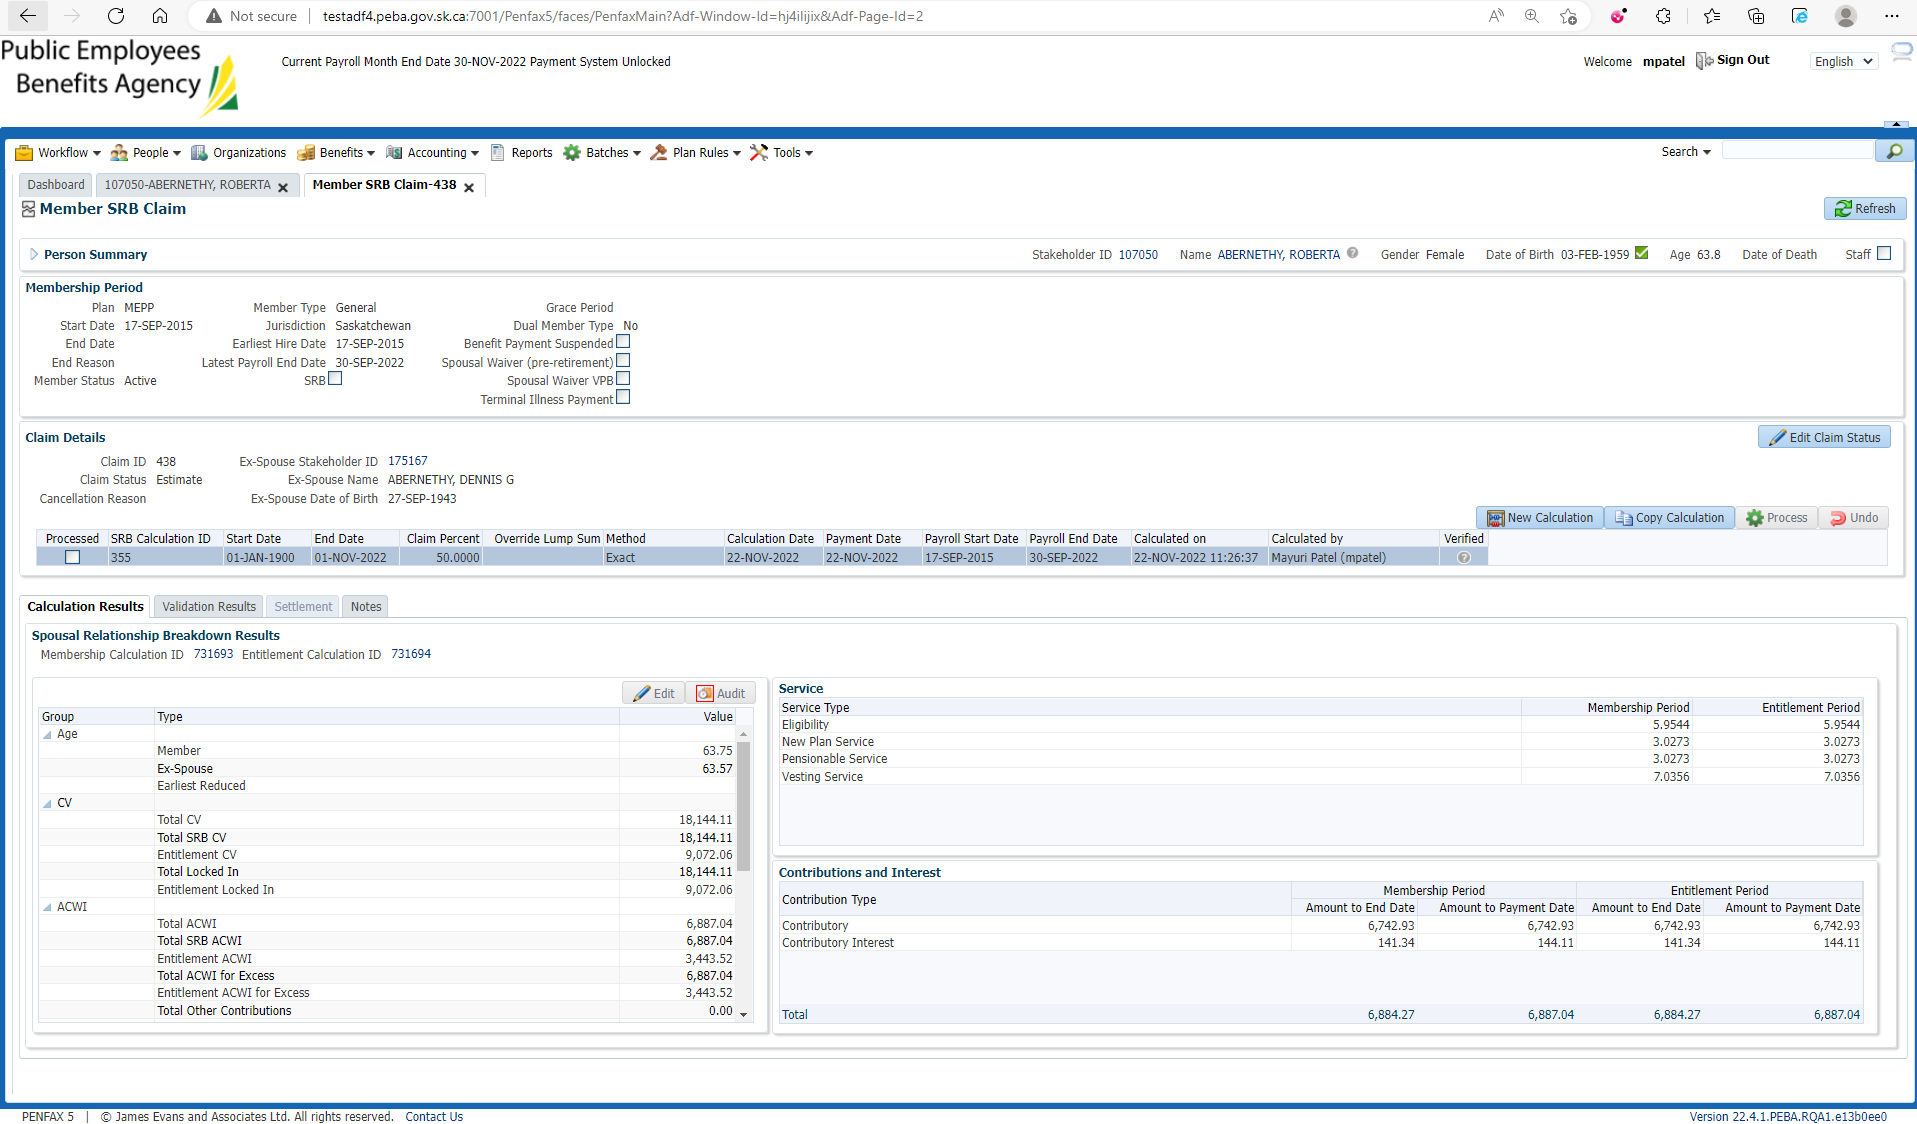 Not secure | testadf4.peba.gov.sk.ca:7001/Penfax5/faces/PenfaxMain?Adf-Window-Id=hj4ilijix&Adf-Page-Id=2
Public Employees
Benefits Agency
Current Payroll Month End Date 30-NOV-2022 Payment System Unlocked
Welcome mpatel Sign Out English
Workflow People Organizations Benefits Accounting Reports Batches Plan Rules Tools Search
Dashboard 107050-ABERNETHY, ROBERTA Member SRB Claim-438
Member SRB Claim Refresh
Person Summary Stakeholder ID 107050 Name ABERNETHY, ROBERTA Gender Female Date of Birth 03-FEB-1959 Age 63.8 Date of Death Staff
Membership Period
Plan MEPP Member Type General Grace Period
Start Date 17-SEP-2015 Jurisdiction Saskatchewan Dual Member Type No
End Date Earliest Hire Date 17-SEP-2015 Benefit Payment Suspended
End Reason Latest Payroll End Date 30-SEP-2022 Spousal Waiver (pre-retirement)
Member Status Active SRB Spousal Waiver VPB
Terminal Illness Payment
Claim Details Edit Claim Status
Claim ID 438 Ex-Spouse Stakeholder ID 175167
Claim Status Estimate Ex-Spouse Name ABERNETHY, DENNIS G
Cancellation Reason Ex-Spouse Date of Birth 27-SEP-1943
New Calculation Copy Calculation Process Undo
Processed SRB Calculation ID Start Date End Date Claim Percent Override Lump Sum Method Calculation Date Payment Date Payroll Start Date Payroll End Date Calculated on Calculated by Verified
355 01-JAN-1900 01-NOV-2022 50.0000 Exact 22-NOV-2022 22-NOV-2022 17-SEP-2015 30-SEP-2022 22-NOV-2022 11:26:37 Mayuri Patel (mpatel)
Calculation Results Validation Results Settlement Notes
Spousal Relationship Breakdown Results
Membership Calculation ID 731693 Entitlement Calculation ID 731694
Edit Audit
Group Type Value
Age
Member 63.75
Ex-Spouse 63.57
Earliest Reduced
CV
Total CV 18,144.11
Total SRB CV 18,144.11
Entitlement CV 9,072.06
Total Locked In 18,144.11
Entitlement Locked In 9,072.06
ACWI
Total ACWI 6,887.04
Total SRB ACWI 6,887.04
Entitlement ACWI 3,443.52
Total ACWI for Excess 6,887.04
Entitlement ACWI for Excess 3,443.52
Total Other Contributions 0.00
Service
Service Type Membership Period Entitlement Period
Eligibility 5.9544 5.9544
New Plan Service 3.0273 3.0273
Pensionable Service 3.0273 3.0273
Vesting Service 7.0356 7.0356
Contributions and Interest
Contribution Type Membership Period Entitlement Period
Amount to End Date Amount to Payment Date Amount to End Date Amount to Payment Date
Contributory 6,742.93 6,742.93 6,742.93 6,742.93
Contributory Interest 141.34 144.11 141.34 144.11
Total 6,884.27 6,887.04 6,884.27 6,887.04
PENFAX 5 | © James Evans and Associates Ltd. All rights reserved. Contact Us Version 22.4.1.PEBA.RQA1.e13b0ee0